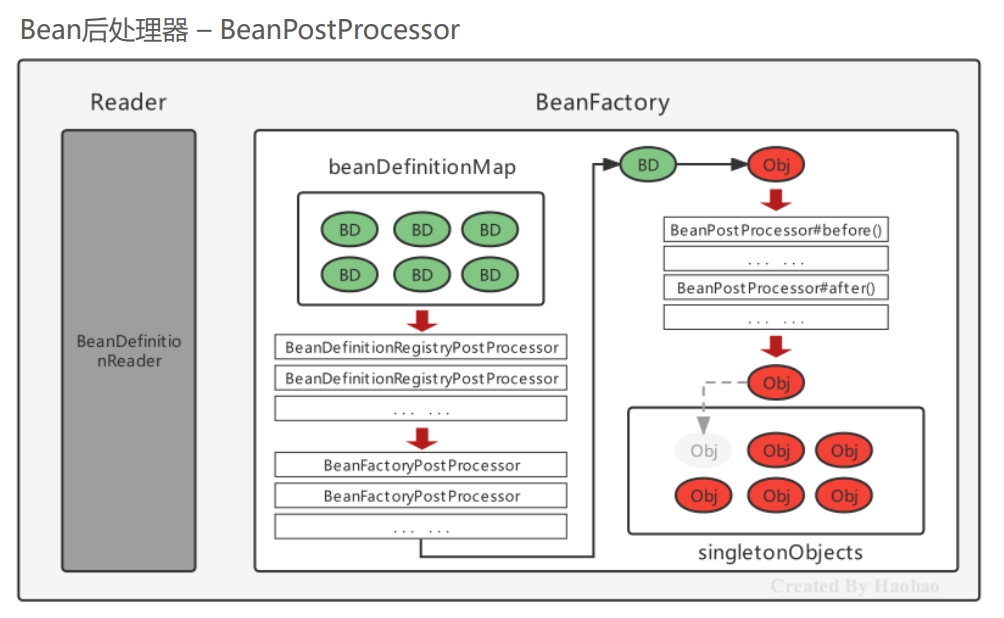 Bean后处理器 – BeanPostProcessor
Reader
BeanFactory
BeanDefinitio
nReader
beanDefinitionMap
BD
BD
BD
BD
BD
BD
BeanDefinitionRegistryPostProcessor
BeanDefinitionRegistryPostProcessor
... ...
BeanFactoryPostProcessor
BeanFactoryPostProcessor
... ...
BD
Obj
BeanPostProcessor#before()
... ...
BeanPostProcessor#after()
... ...
Obj
Obj
Obj
Obj
Obj
Obj
Obj
singletonObjects
Created By Haohao